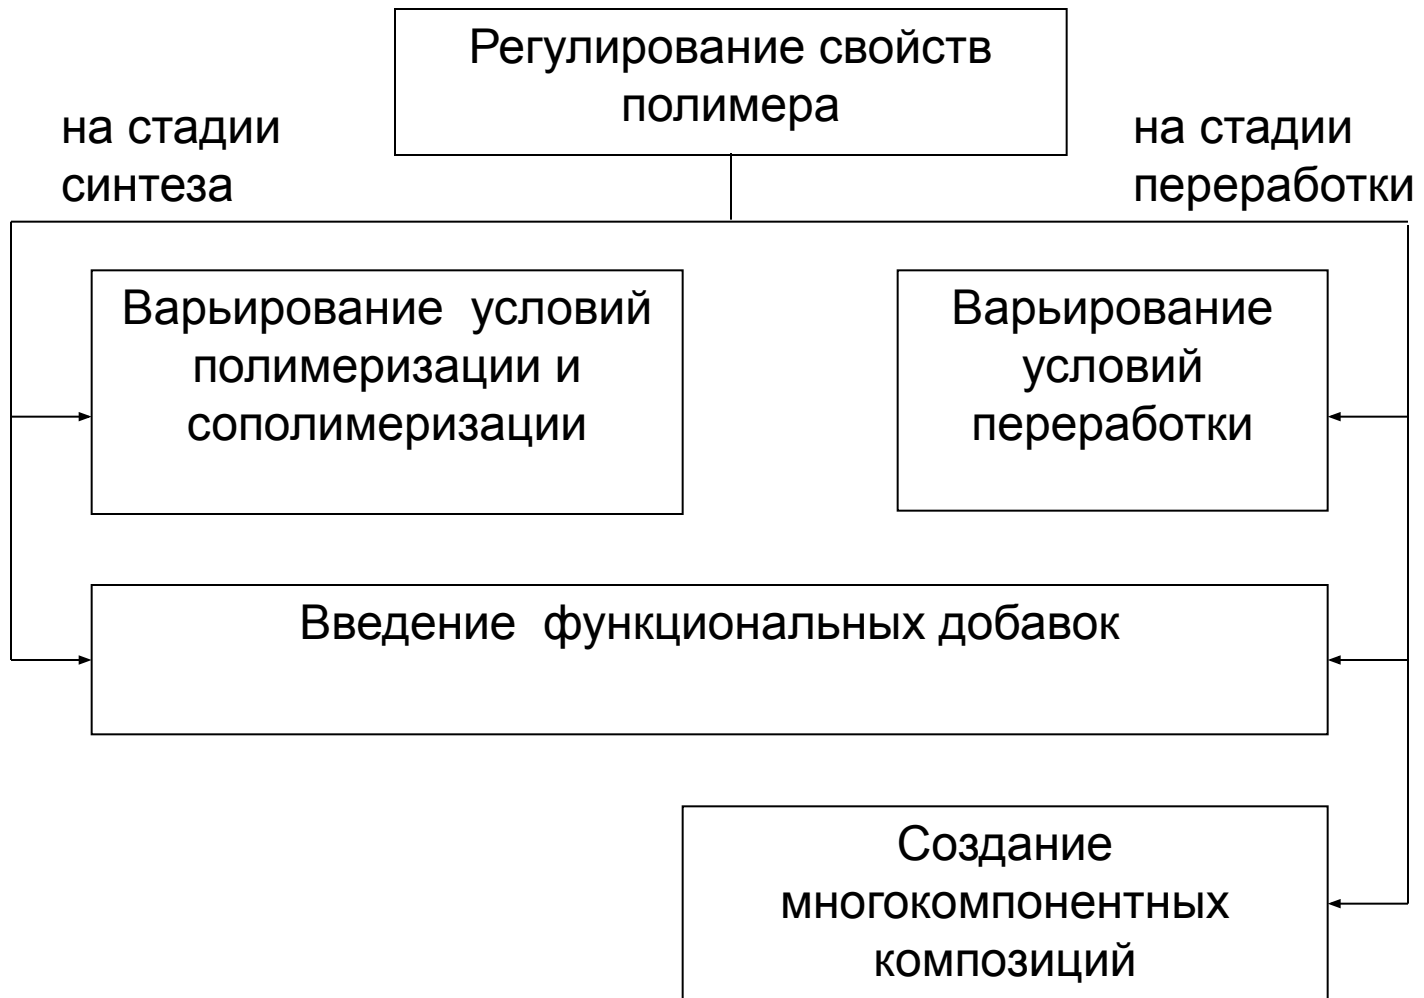 Регулирование свойств
полимера
на стадии
синтеза
на стадии
переработки
Варьирование условий
полимеризации и
сополимеризации
Варьирование
условий
переработки
Введение функциональных добавок
Создание
многокомпонентных
композиций